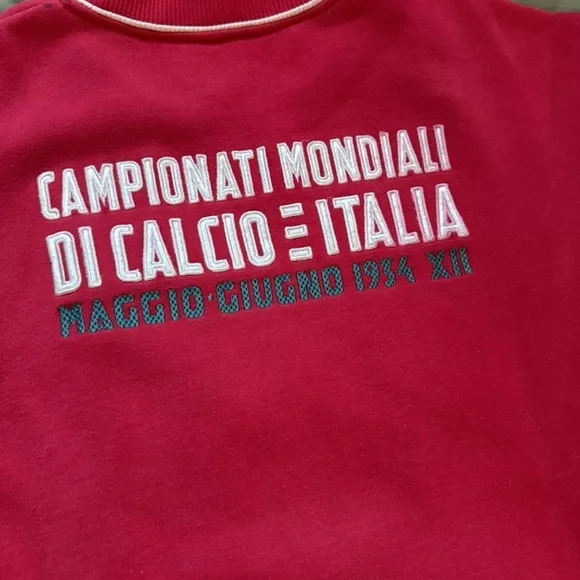 CAMPIONATI MONDIALI
DI CALCIO E ITALIA
MAGGIO·GIUGNO 1934 XII